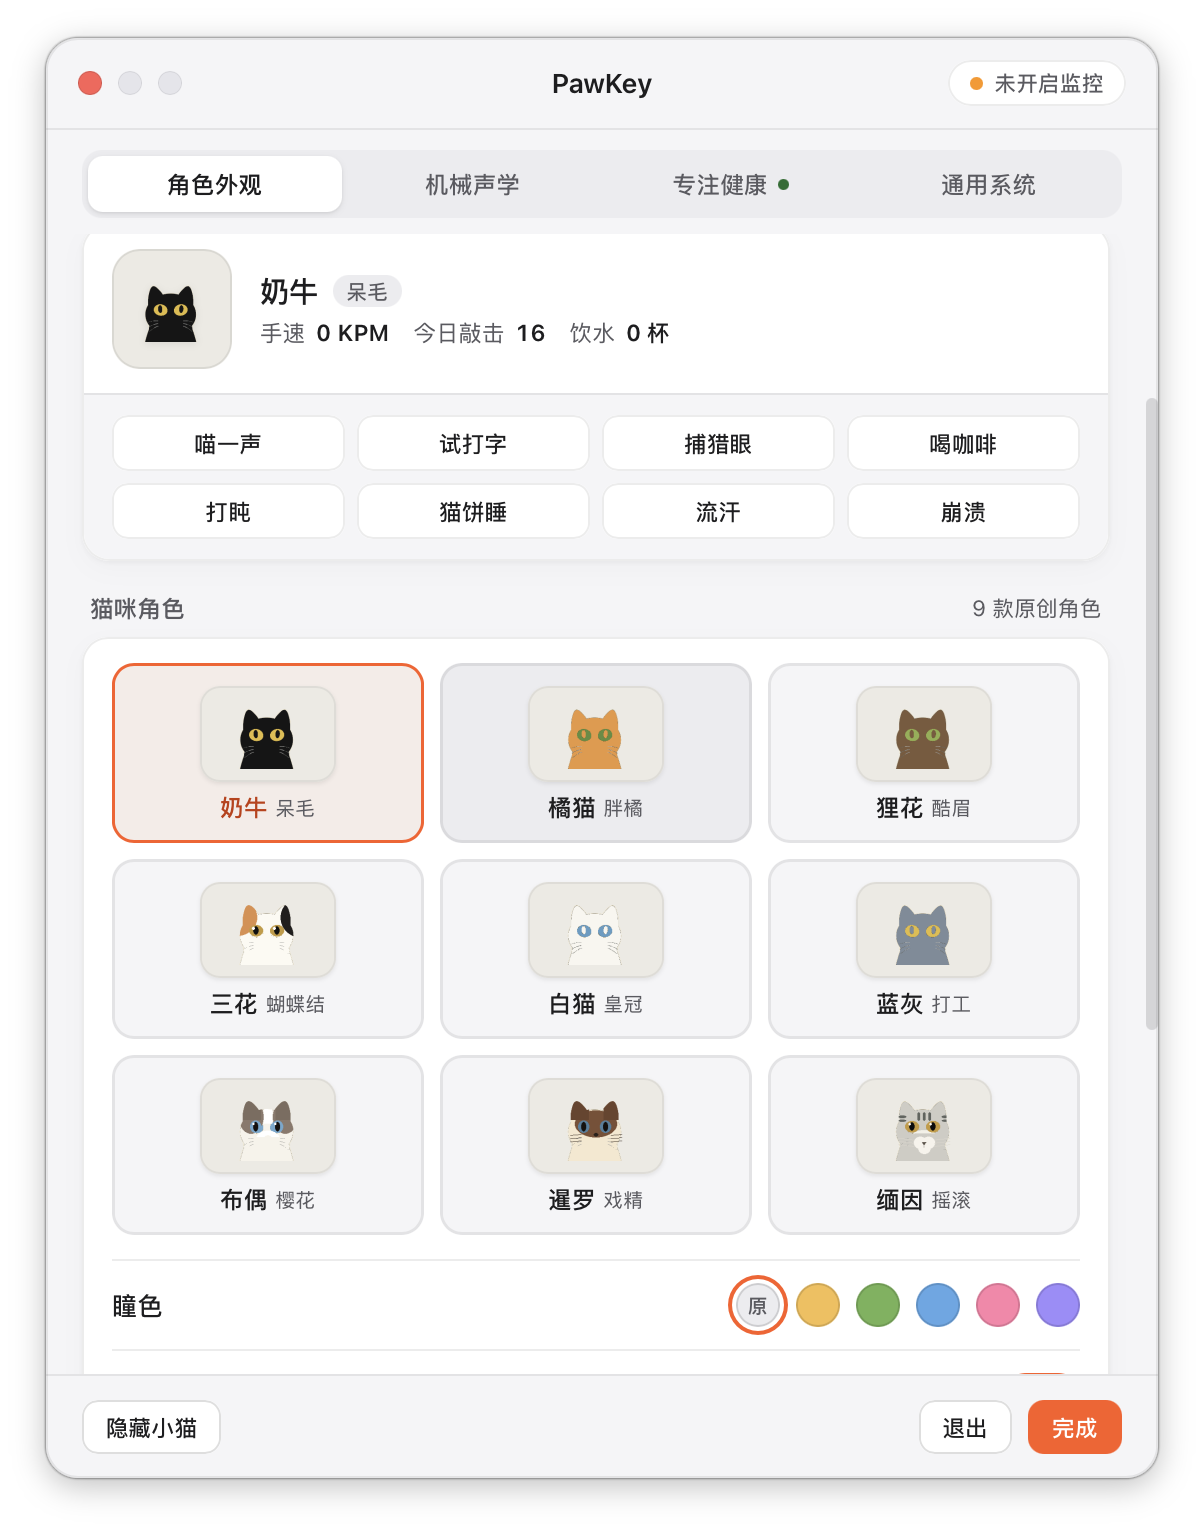 PawKey
未开启监控
角色外观 机械声学 专注健康 通用系统
奶牛 呆毛
手速 0 KPM 今日敲击 16 饮水 0 杯
喵一声 试打字 捕猎眼 喝咖啡
打盹 猫饼睡 流汗 崩溃
猫咪角色 9 款原创角色
奶牛 呆毛 橘猫 胖橘 狸花 酷眉
三花 蝴蝶结 白猫 皇冠 蓝灰 打工
布偶 樱花 暹罗 戏精 缅因 摇滚
瞳色 原
隐藏小猫 退出 完成